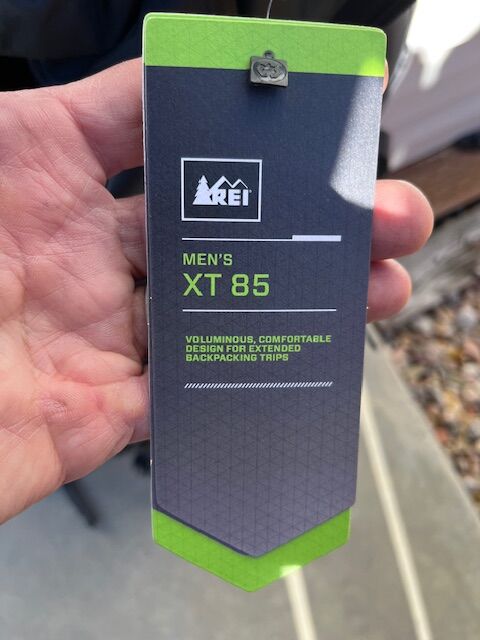 REI
MEN'S
XT 85
VOLUMINOUS, COMFORTABLE
DESIGN FOR EXTENDED
BACKPACKING TRIPS